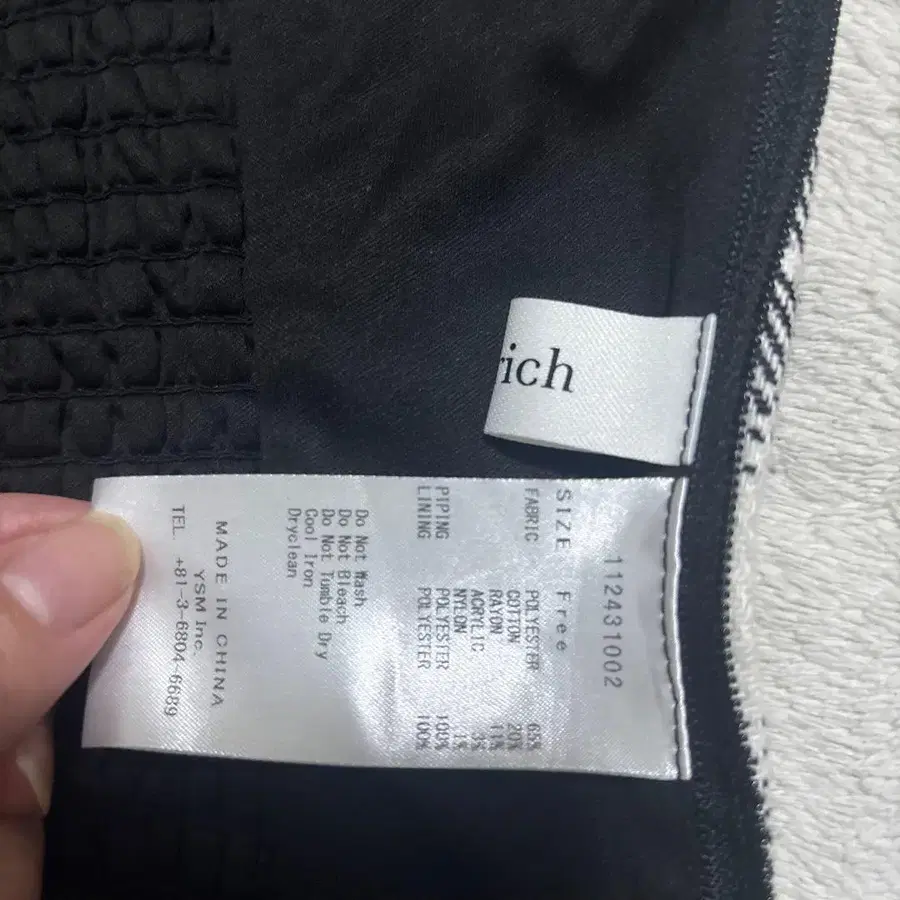 rich
112431002
SIZE Free
FABRIC POLYESTER 65%
COTTON 20%
RAYON 11%
ACRYLIC 3%
NYLON 1%
PIPING POLYESTER 100%
LINING POLYESTER 100%
Do Not Wash
Do Not Bleach
Do Not Tumble Dry
Cool Iron
Dryclean
MADE IN CHINA
YSM Inc.
TEL. +81-3-6804-6689